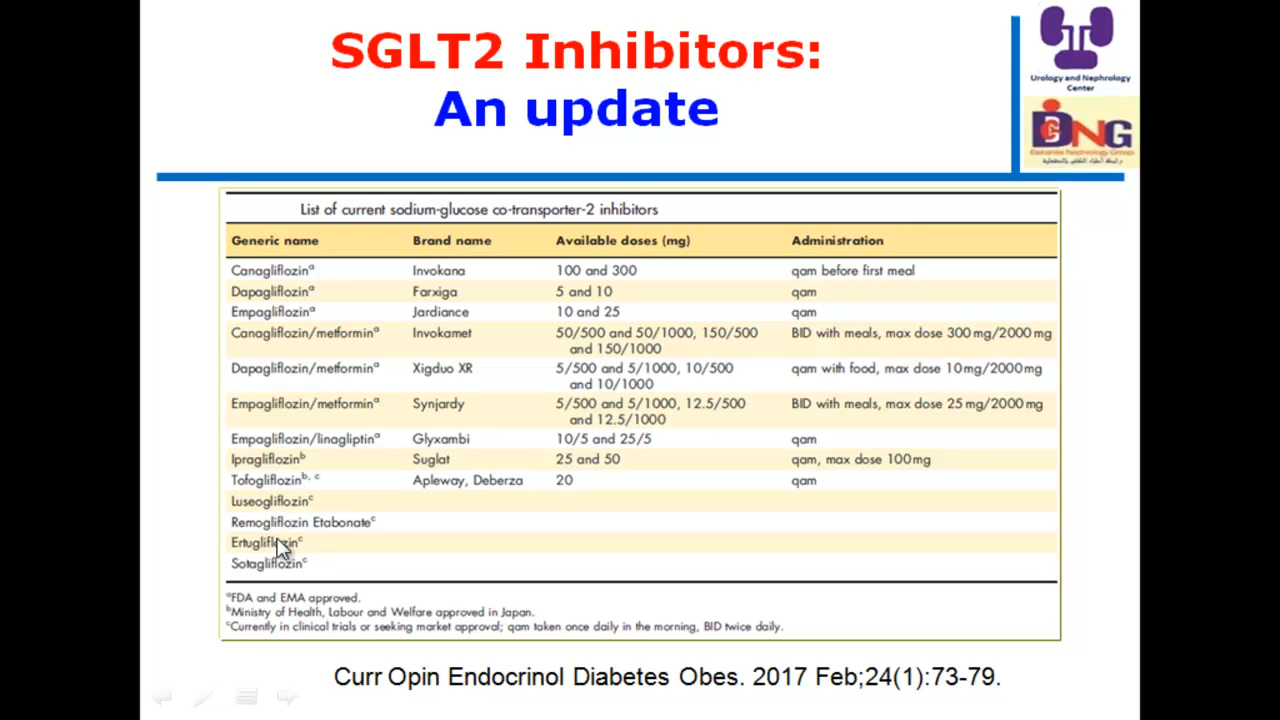 SGLT2 Inhibitors:
An update
Urology and Nephrology
Center
DCNG
List of current sodium-glucose co-transporter-2 inhibitors
Generic name Brand name Available doses (mg) Administration
Canagliflozinᵃ Invokana 100 and 300 qam before first meal
Dapagliflozinᵃ Farxiga 5 and 10 qam
Empagliflozinᵃ Jardiance 10 and 25 qam
Canagliflozin/metforminᵃ Invokamet 50/500 and 50/1000, 150/500 BID with meals, max dose 300 mg/2000 mg
and 150/1000
Dapagliflozin/metforminᵃ Xigduo XR 5/500 and 5/1000, 10/500 qam with food, max dose 10 mg/2000mg
and 10/1000
Empagliflozin/metforminᵃ Synjardy 5/500 and 5/1000, 12.5/500 BID with meals, max dose 25 mg/2000 mg
and 12.5/1000
Empagliflozin/linagliptinᵃ Glyxambi 10/5 and 25/5 qam
Ipragliflozinᵇ Suglat 25 and 50 qam, max dose 100mg
Tofogliflozinᵇ, ᶜ Apleway, Deberza 20 qam
Luseogliflozinᶜ
Remogliflozin Etabonateᶜ
Ertugliflozinᶜ
Sotagliflozinᶜ
ᵃFDA and EMA approved.
ᵇMinistry of Health, Labour and Welfare approved in Japan.
ᶜCurrently in clinical trials or seeking market approval; qam taken once daily in the morning, BID twice daily.
Curr Opin Endocrinol Diabetes Obes. 2017 Feb;24(1):73-79.